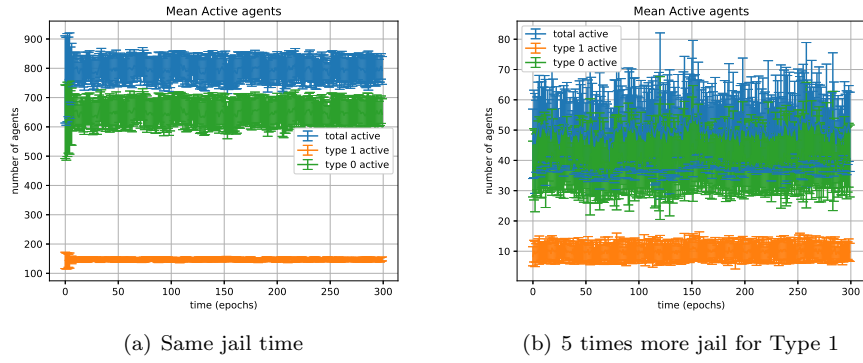 Mean Active agents
900
800
700
600
500
400
300
200
100
number of agents
total active
type 1 active
type 0 active
0
50
100
150
200
250
300
time (epochs)
(a) Same jail time
Mean Active agents
80
70
60
50
40
30
20
10
number of agents
total active
type 1 active
type 0 active
0
50
100
150
200
250
300
time (epochs)
(b) 5 times more jail for Type 1